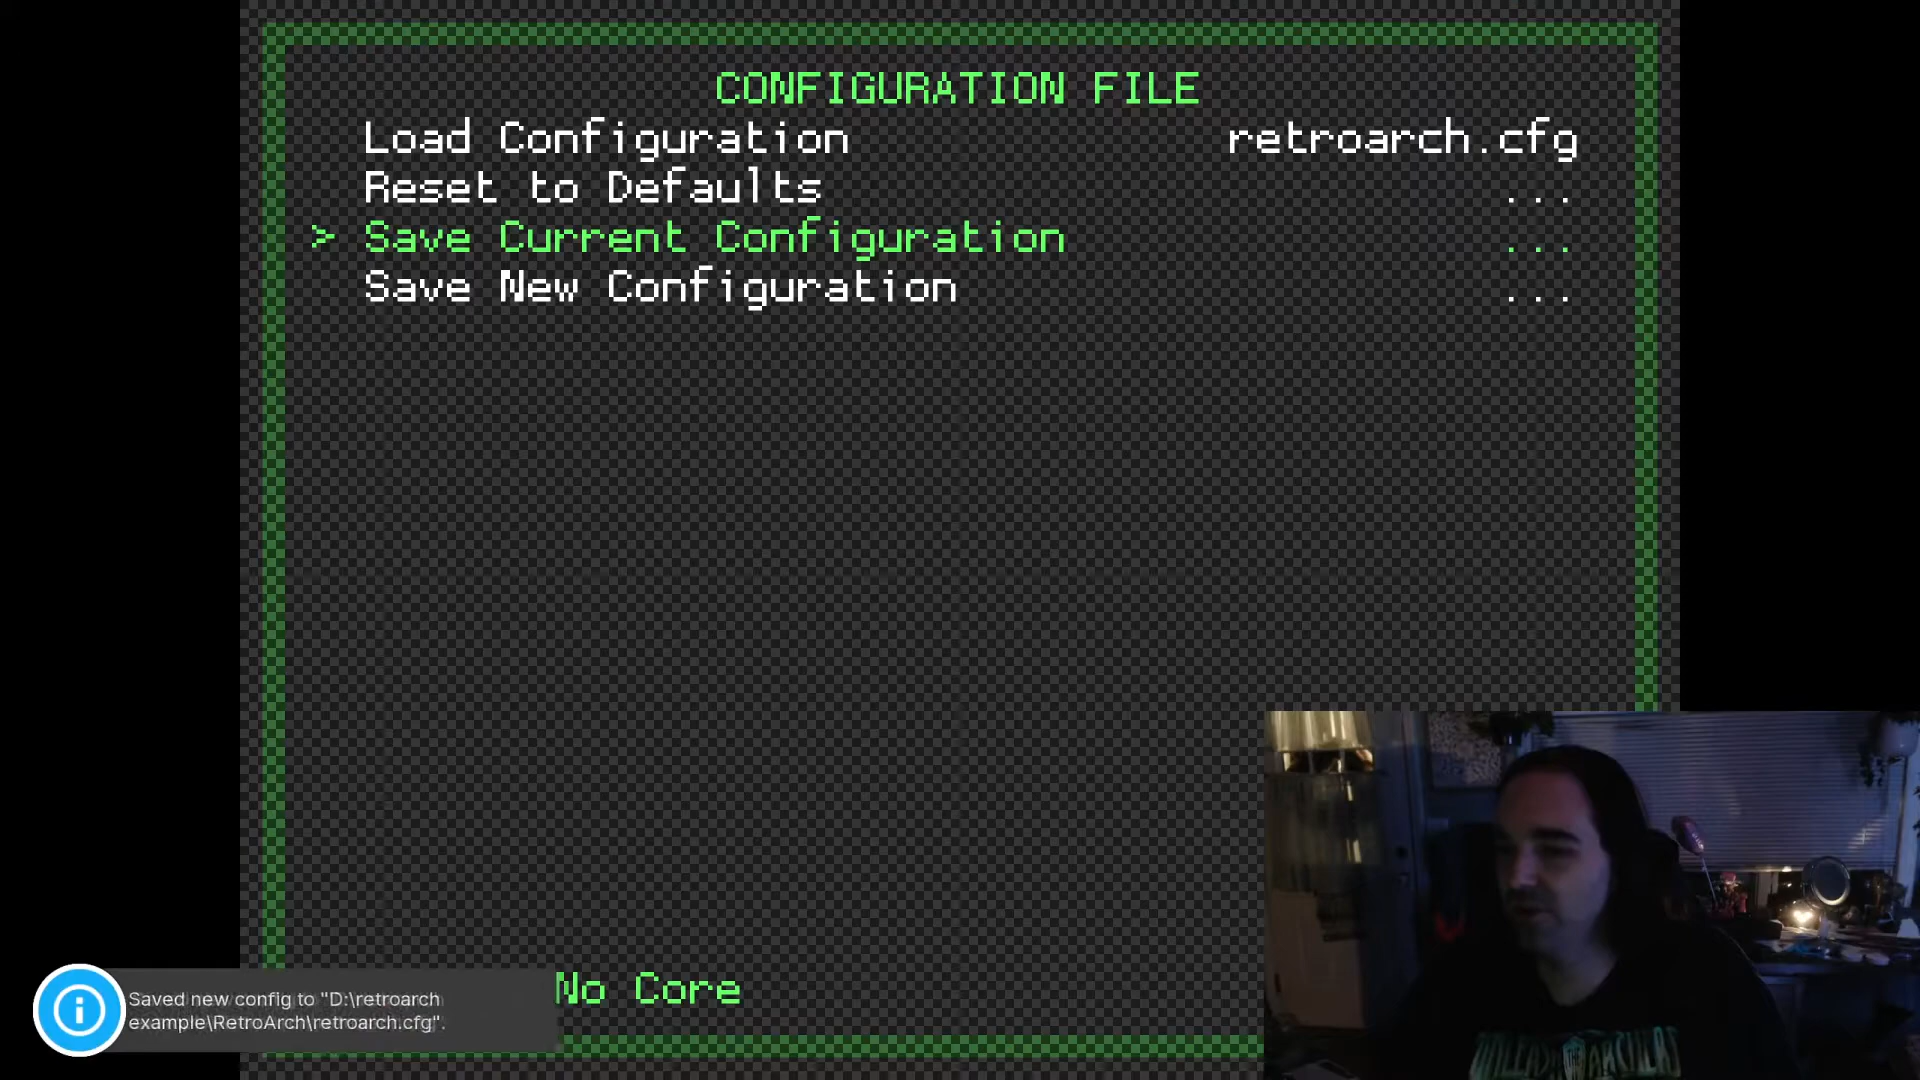 CONFIGURATION FILE
Load Configuration retroarch.cfg
Reset to Defaults ...
> Save Current Configuration ...
Save New Configuration ...
No Core
Saved new config to "D:\retroarch
example\RetroArch\retroarch.cfg".